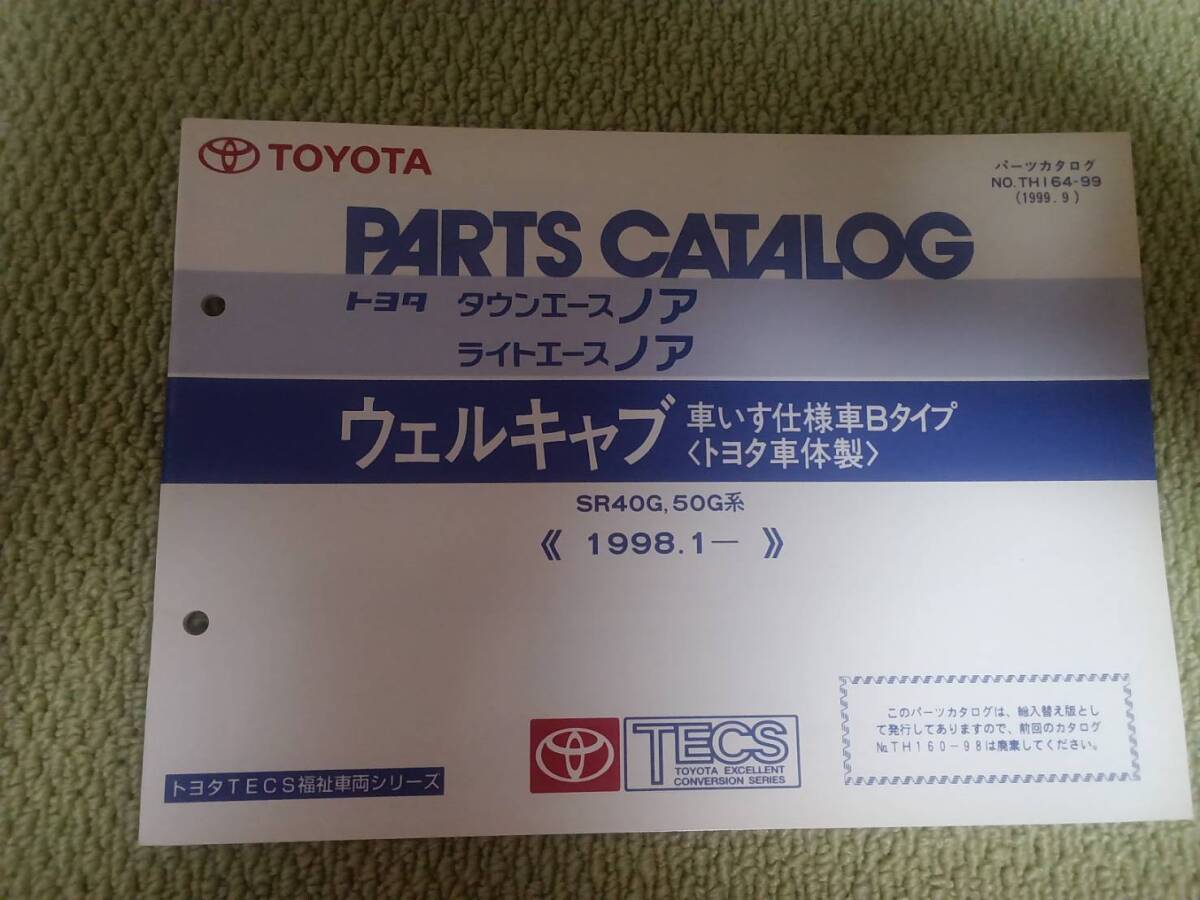 TOYOTA
パーツカタログ
NO.TH164-99
(1999.9)
PARTS CATALOG
トヨタ タウンエースノア
ライトエースノア
ウェルキャブ 車いす仕様車Bタイプ
〈トヨタ車体製〉
SR40G,50G系
《 1998.1ー 》
このパーツカタログは、総入替え版とし
て発行してありますので、前回のカタログ
№TH160-98は廃棄してください。
TECS
TOYOTA EXCELLENT
CONVERSION SERIES
トヨタTECS福祉車両シリーズ